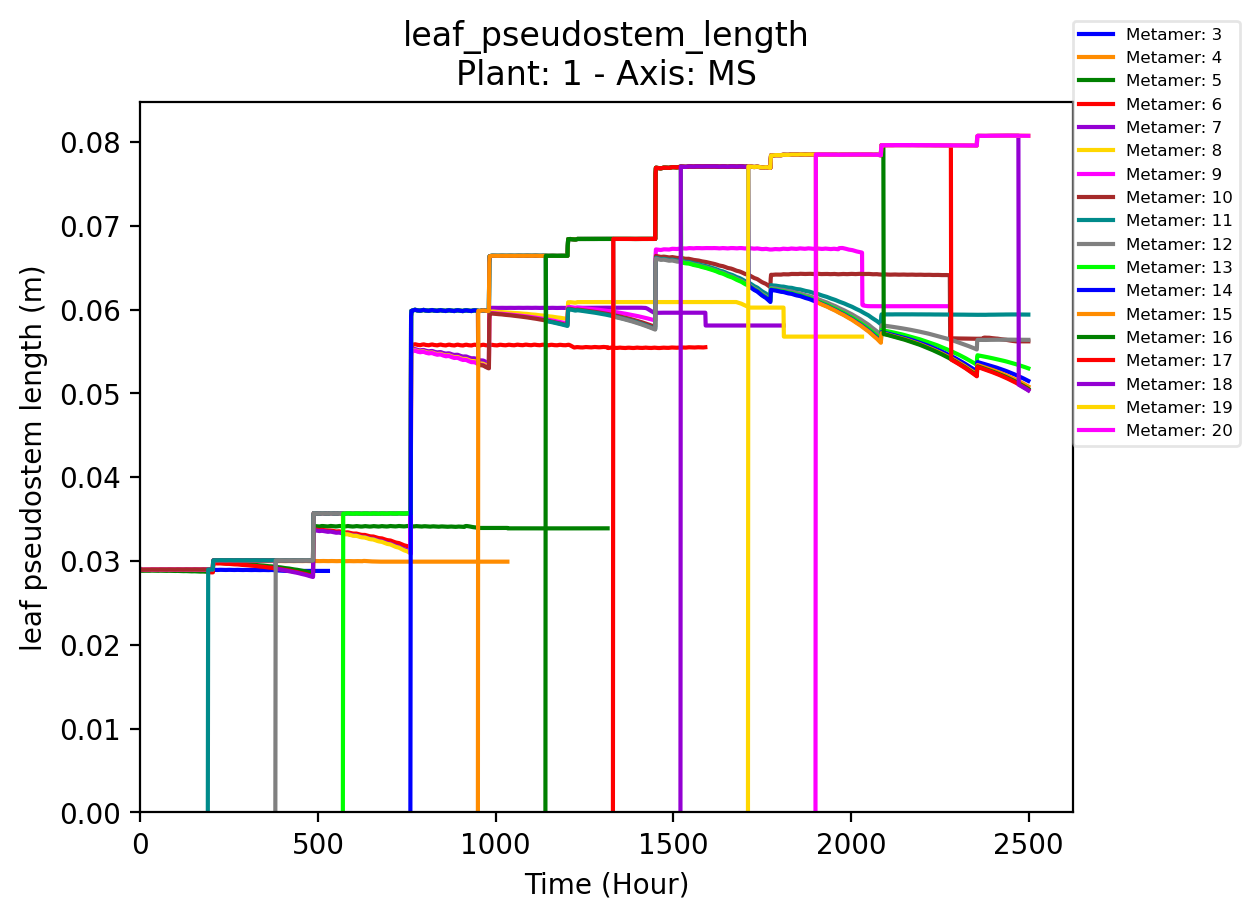 leaf_pseudostem_length
Plant: 1 - Axis: MS
leaf pseudostem length (m)
0.08
0.07
0.06
0.05
0.04
0.03
0.02
0.01
0.00
0
500
1000
1500
2000
2500
Time (Hour)
Metamer: 3
Metamer: 4
Metamer: 5
Metamer: 6
Metamer: 7
Metamer: 8
Metamer: 9
Metamer: 10
Metamer: 11
Metamer: 12
Metamer: 13
Metamer: 14
Metamer: 15
Metamer: 16
Metamer: 17
Metamer: 18
Metamer: 19
Metamer: 20